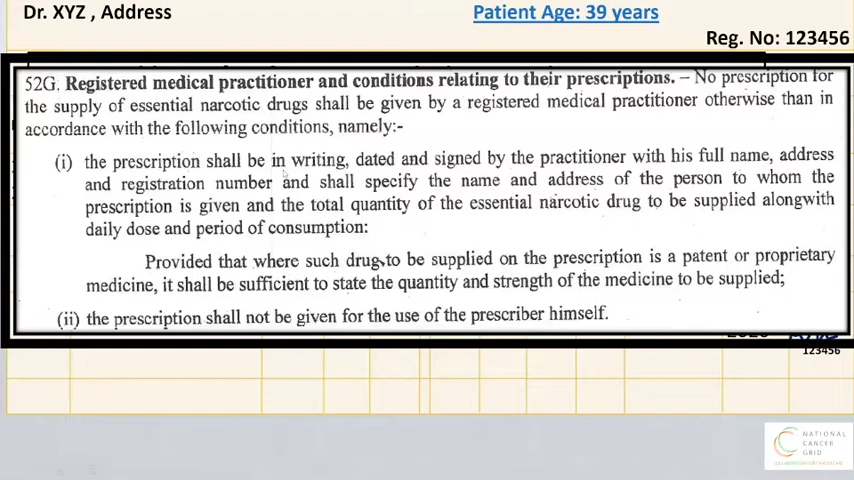 Dr. XYZ , Address
Patient Age: 39 years
Reg. No: 123456
52G. Registered medical practitioner and conditions relating to their prescriptions. – No prescription for
the supply of essential narcotic drugs shall be given by a registered medical practitioner otherwise than in
accordance with the following conditions, namely:-
(i) the prescription shall be in writing, dated and signed by the practitioner with his full name, address
and registration number and shall specify the name and address of the person to whom the
prescription is given and the total quantity of the essential narcotic drug to be supplied alongwith
daily dose and period of consumption:
Provided that where such drug to be supplied on the prescription is a patent or proprietary
medicine, it shall be sufficient to state the quantity and strength of the medicine to be supplied;
(ii) the prescription shall not be given for the use of the prescriber himself.
123456
NATIONAL
CANCER
GRID